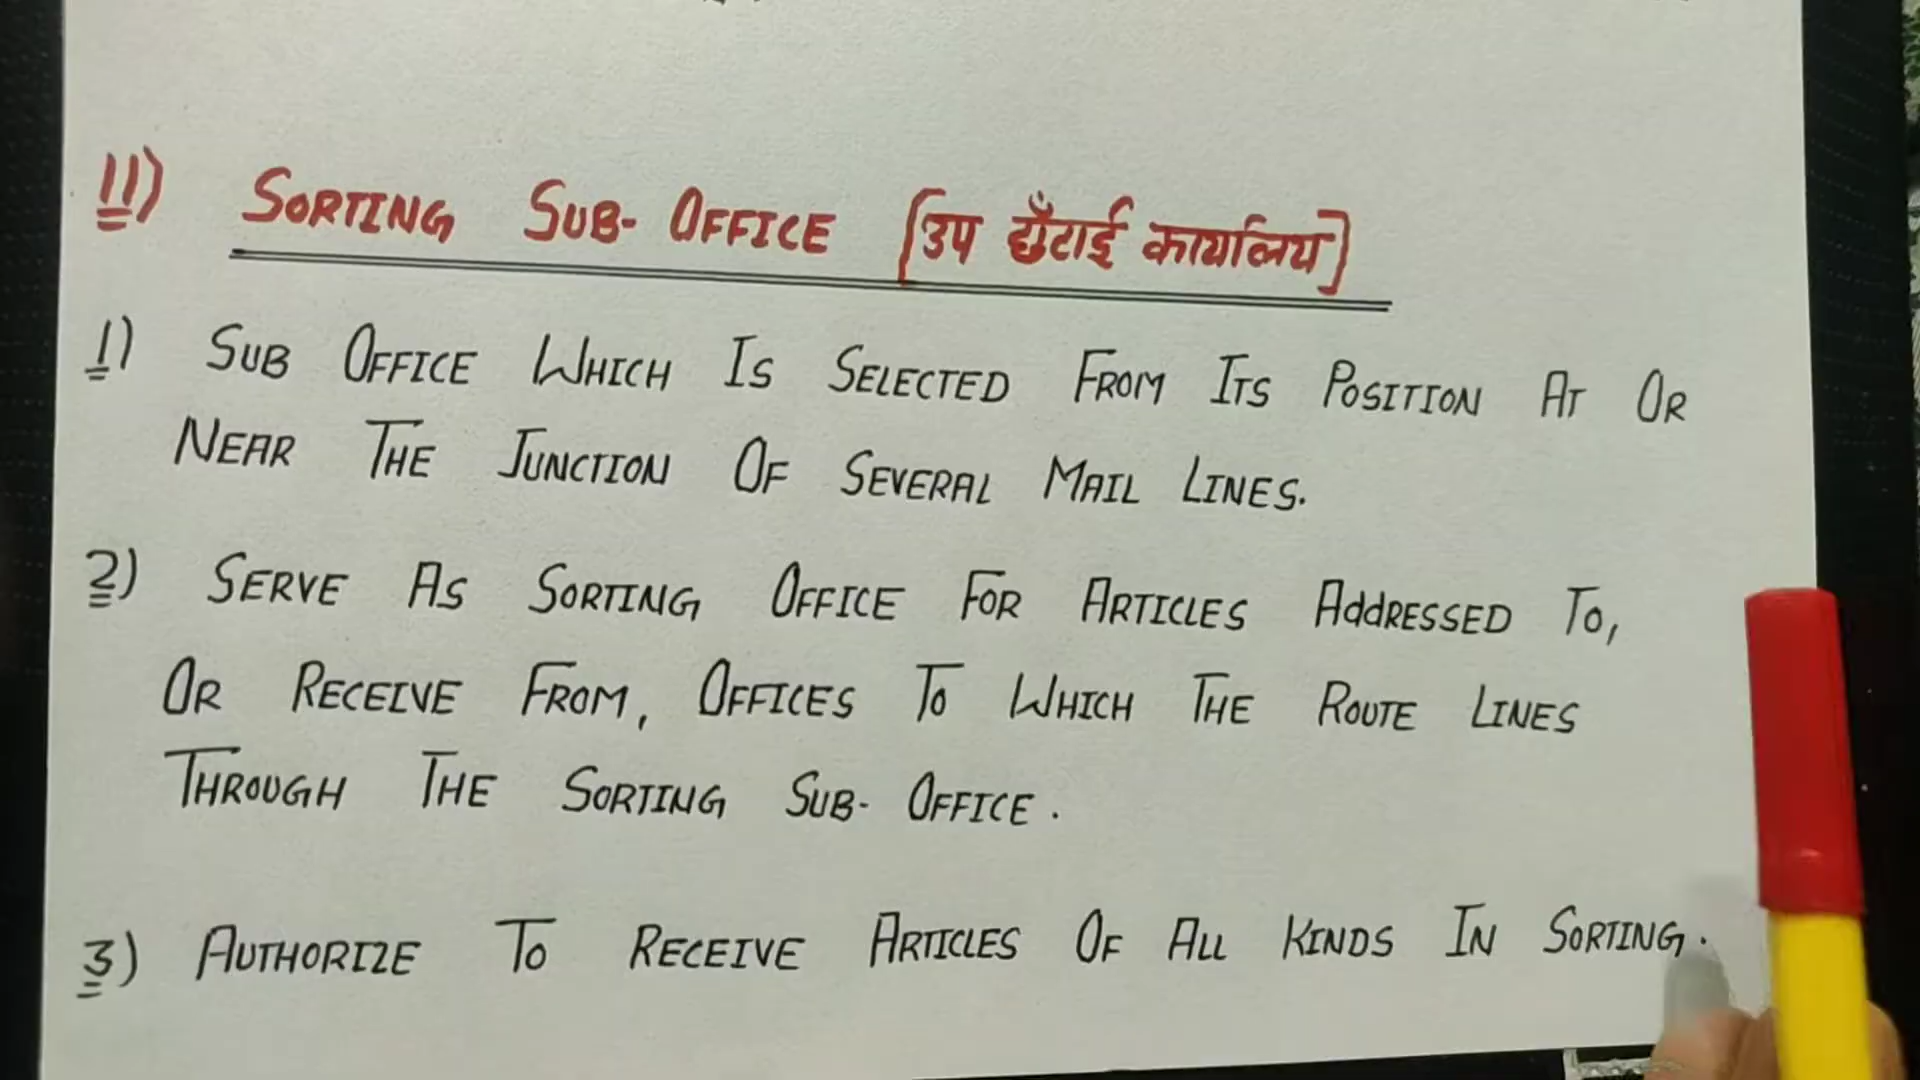 11) SORTING SUB-OFFICE [उप छँटाई कार्यालय]
1) SUB OFFICE WHICH IS SELECTED FROM ITS POSITION AT OR
NEAR THE JUNCTION OF SEVERAL MAIL LINES.
2) SERVE AS SORTING OFFICE FOR ARTICLES ADDRESSED TO,
OR RECEIVE FROM, OFFICES TO WHICH THE ROUTE LINES
THROUGH THE SORTING SUB-OFFICE.
3) AUTHORIZE TO RECEIVE ARTICLES OF ALL KINDS IN SORTING.